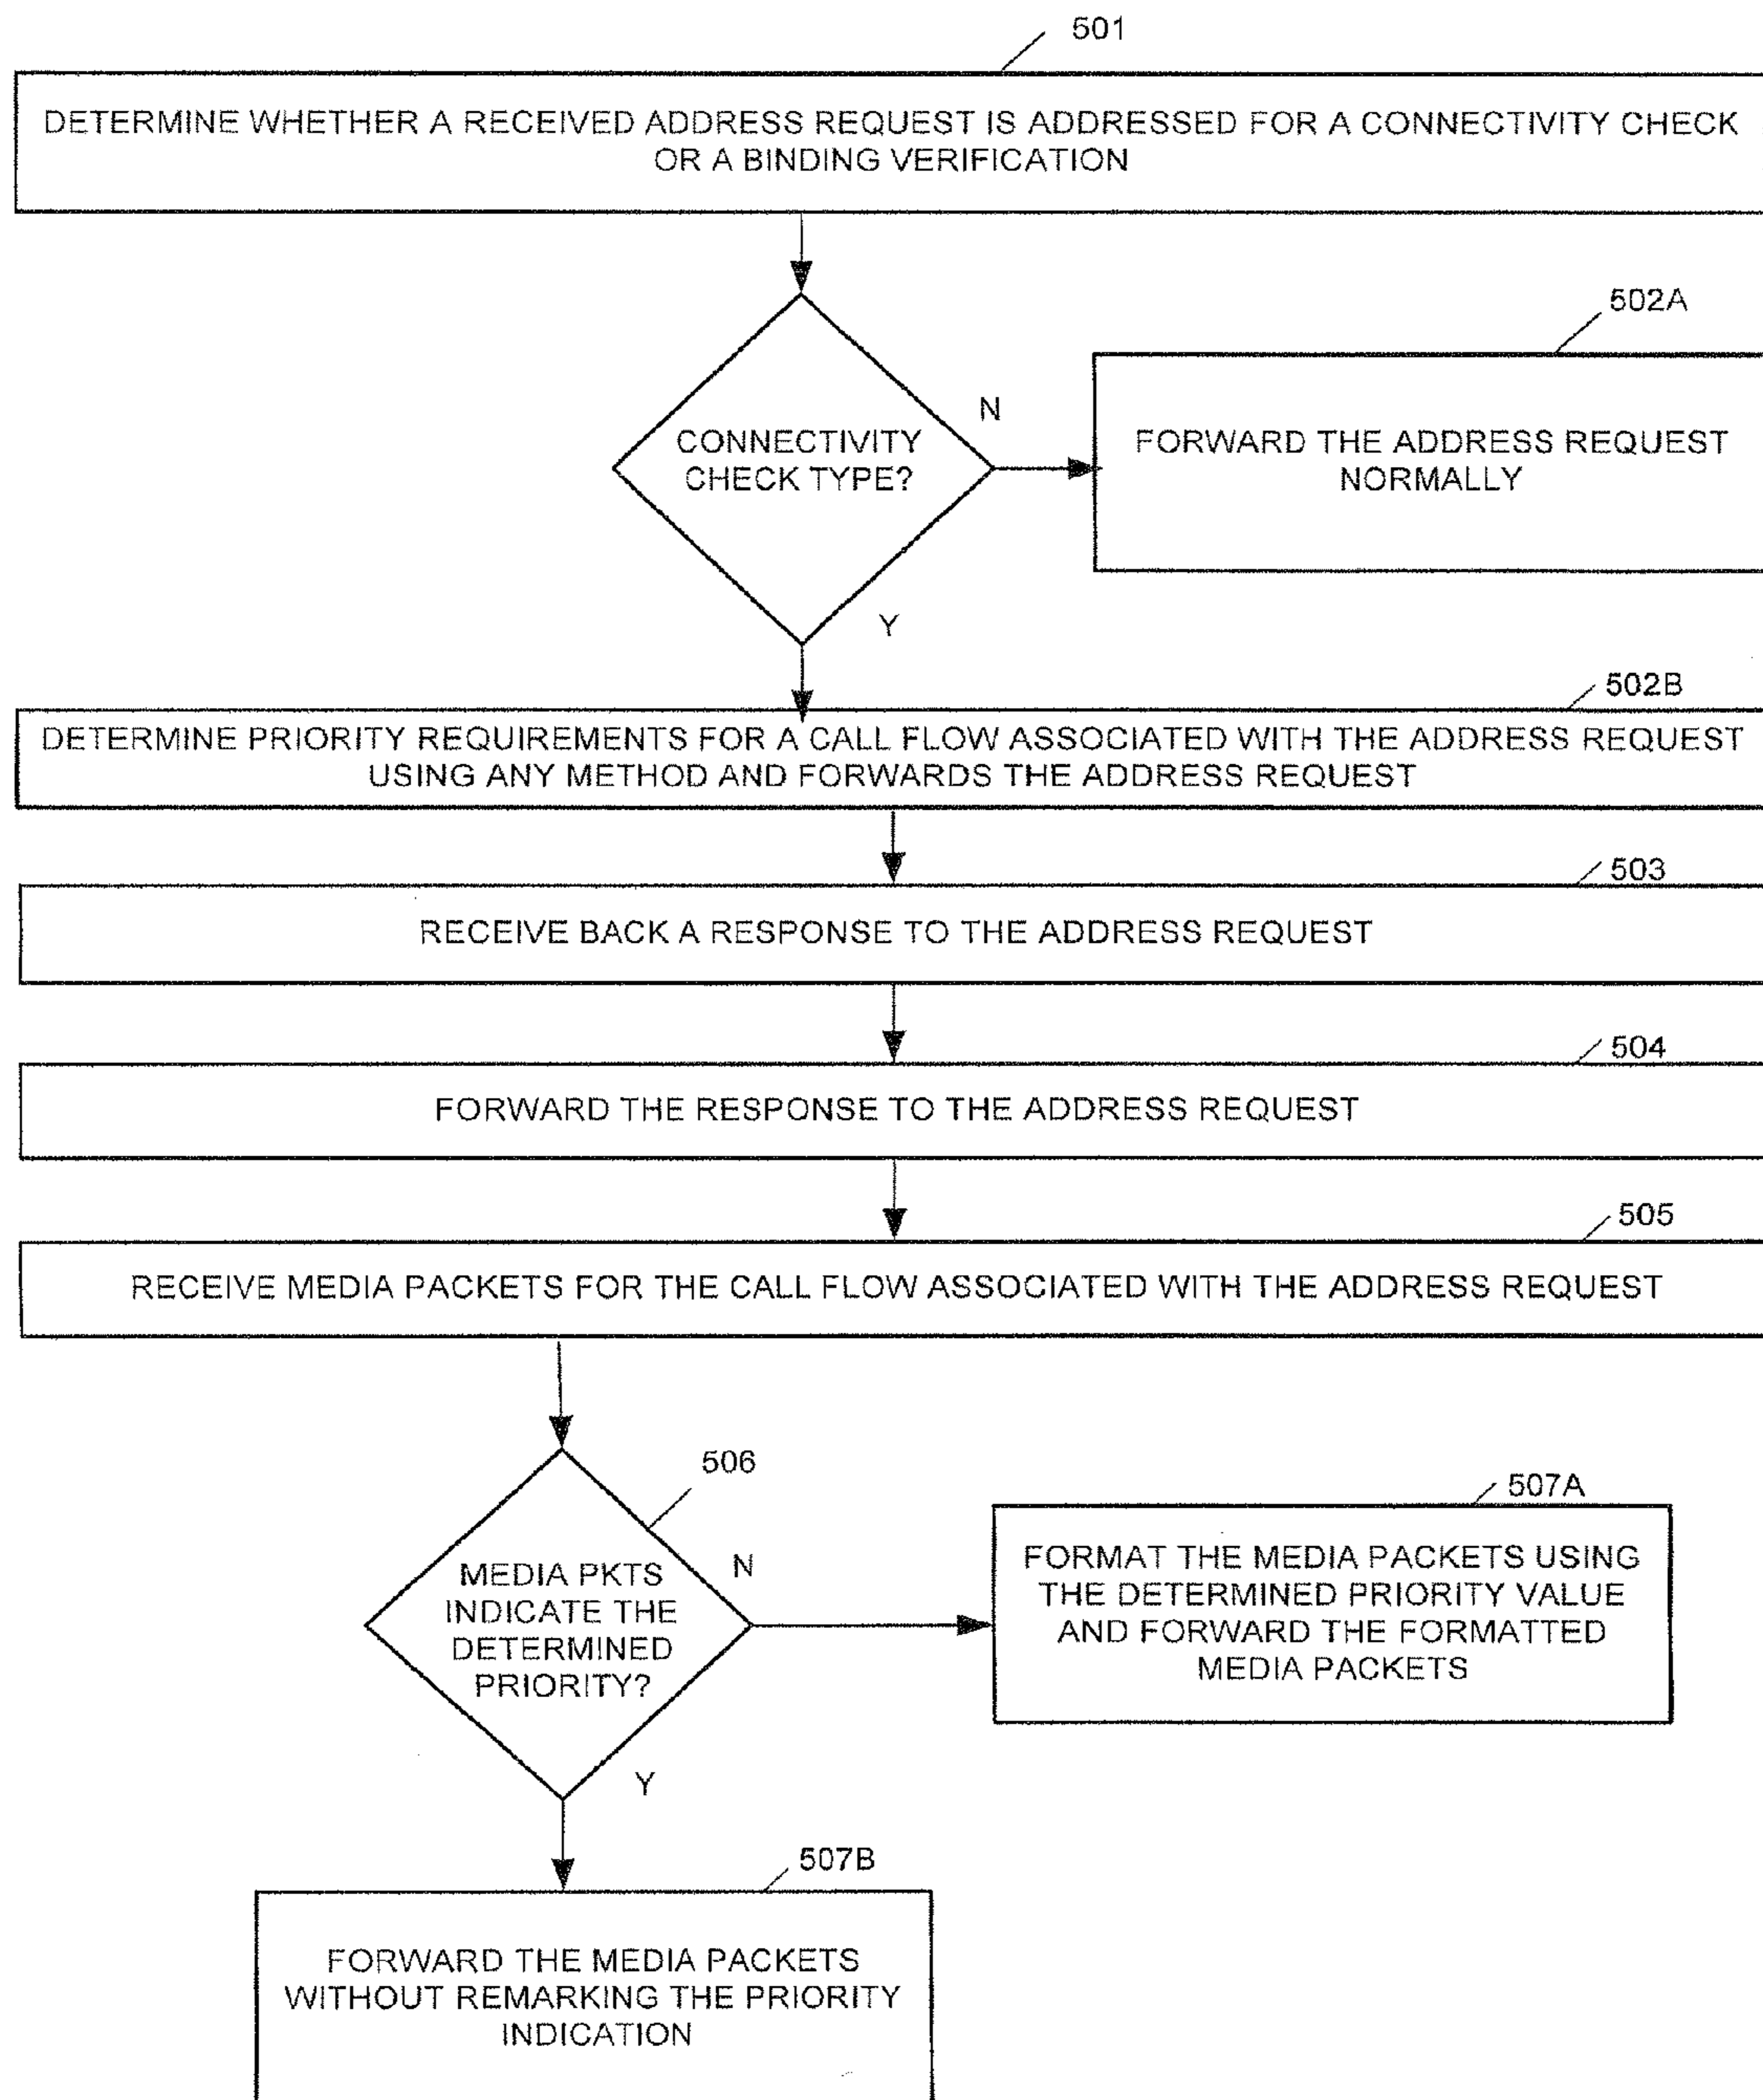 501
DETERMINE WHETHER A RECEIVED ADDRESS REQUEST IS ADDRESSED FOR A CONNECTIVITY CHECK
OR A BINDING VERIFICATION
502A
N
CONNECTIVITY
CHECK TYPE?
FORWARD THE ADDRESS REQUEST
NORMALLY
Y
502B
DETERMINE PRIORITY REQUIREMENTS FOR A CALL FLOW ASSOCIATED WITH THE ADDRESS REQUEST
USING ANY METHOD AND FORWARDS THE ADDRESS REQUEST
503
RECEIVE BACK A RESPONSE TO THE ADDRESS REQUEST
504
FORWARD THE RESPONSE TO THE ADDRESS REQUEST
505
RECEIVE MEDIA PACKETS FOR THE CALL FLOW ASSOCIATED WITH THE ADDRESS REQUEST
506
507A
N
MEDIA PKTS
INDICATE THE
DETERMINED
PRIORITY?
FORMAT THE MEDIA PACKETS USING
THE DETERMINED PRIORITY VALUE
AND FORWARD THE FORMATTED
MEDIA PACKETS
Y
507B
FORWARD THE MEDIA PACKETS
WITHOUT REMARKING THE PRIORITY
INDICATION